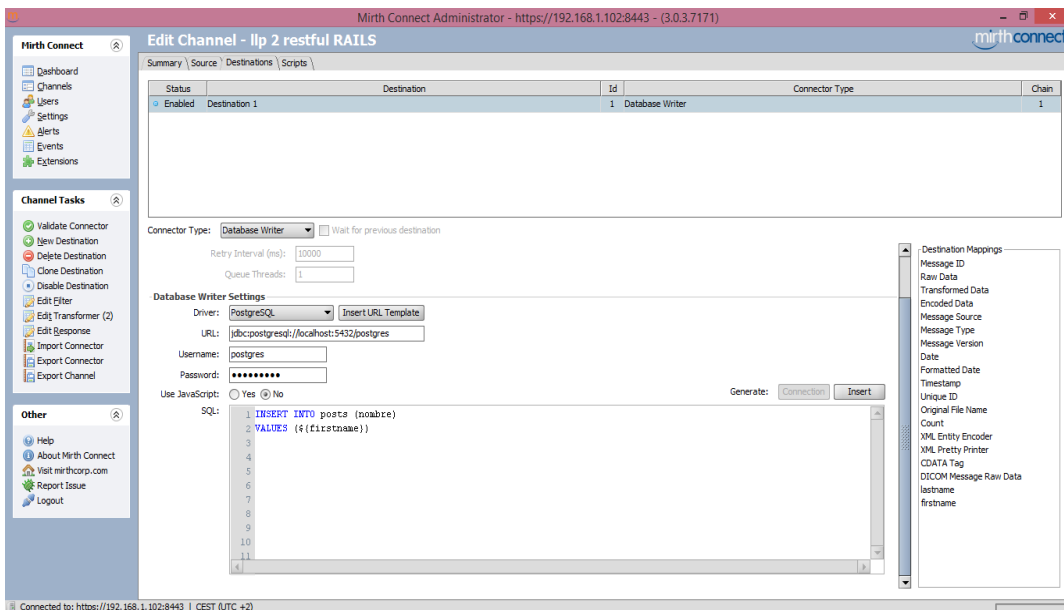 Mirth Connect Administrator - https://192.168.1.102:8443 - (3.0.3.7171)
Mirth Connect
Dashboard
Channels
Users
Settings
Alerts
Events
Extensions
Channel Tasks
Validate Connector
New Destination
Delete Destination
Clone Destination
Disable Destination
Edit Filter
Edit Transformer (2)
Edit Response
Import Connector
Export Connector
Export Channel
Other
Help
About Mirth Connect
Visit mirthcorp.com
Report Issue
Logout
Edit Channel - llp 2 restful RAILS
mirthconnect
Summary Source Destinations Scripts
Status Destination Id Connector Type Chain
Enabled Destination 1 1 Database Writer 1
Connector Type: Database Writer Wait for previous destination
Retry Interval (ms): 10000
Queue Threads: 1
Database Writer Settings
Driver: PostgreSQL Insert URL Template
URL: jdbc:postgresql://localhost:5432/postgres
Username: postgres
Password: •••••••••
Use JavaScript: Yes No Generate: Connection Insert
SQL:
1 INSERT INTO posts (nombre)
2 VALUES (${firstname})
3
4
5
6
7
8
9
10
11
Destination Mappings
Message ID
Raw Data
Transformed Data
Encoded Data
Message Source
Message Type
Message Version
Date
Formatted Date
Timestamp
Unique ID
Original File Name
Count
XML Entity Encoder
XML Pretty Printer
CDATA Tag
DICOM Message Raw Data
lastname
firstname
Connected to: https://192.168.1.102:8443 | CEST (UTC +2)